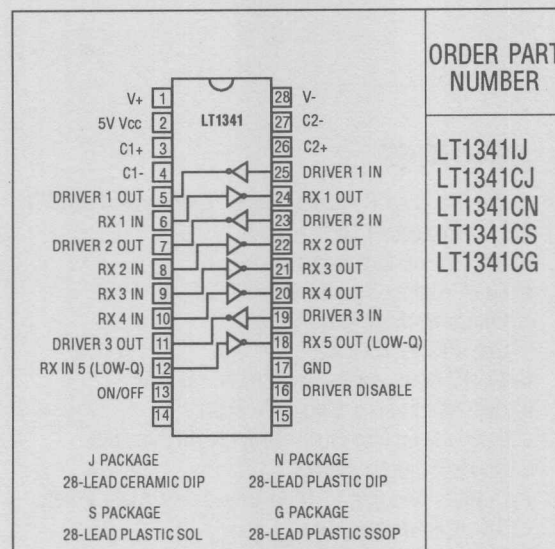 ORDER PART
NUMBER
LT1341IJ
LT1341CJ
LT1341CN
LT1341CS
LT1341CG
LT1341
V+ 1
5V Vcc 2
C1+ 3
C1- 4
DRIVER 1 OUT 5
RX 1 IN 6
DRIVER 2 OUT 7
RX 2 IN 8
RX 3 IN 9
RX 4 IN 10
DRIVER 3 OUT 11
RX IN 5 (LOW-Q) 12
ON/OFF 13
14
28 V-
27 C2-
26 C2+
25 DRIVER 1 IN
24 RX 1 OUT
23 DRIVER 2 IN
22 RX 2 OUT
21 RX 3 OUT
20 RX 4 OUT
19 DRIVER 3 IN
18 RX 5 OUT (LOW-Q)
17 GND
16 DRIVER DISABLE
15
J PACKAGE
28-LEAD CERAMIC DIP
N PACKAGE
28-LEAD PLASTIC DIP
S PACKAGE
28-LEAD PLASTIC SOL
G PACKAGE
28-LEAD PLASTIC SSOP